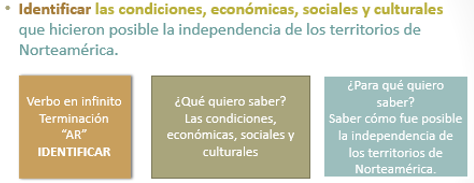 • Identificar las condiciones, económicas, sociales y culturales
que hicieron posible la independencia de los territorios de
Norteamérica.
Verbo en infinito
Terminación
“AR”
IDENTIFICAR
¿Qué quiero saber?
Las condiciones,
económicas, sociales y
culturales
¿Para qué quiero
saber?
Saber cómo fue posible
la independencia de
los territorios de
Norteamérica.